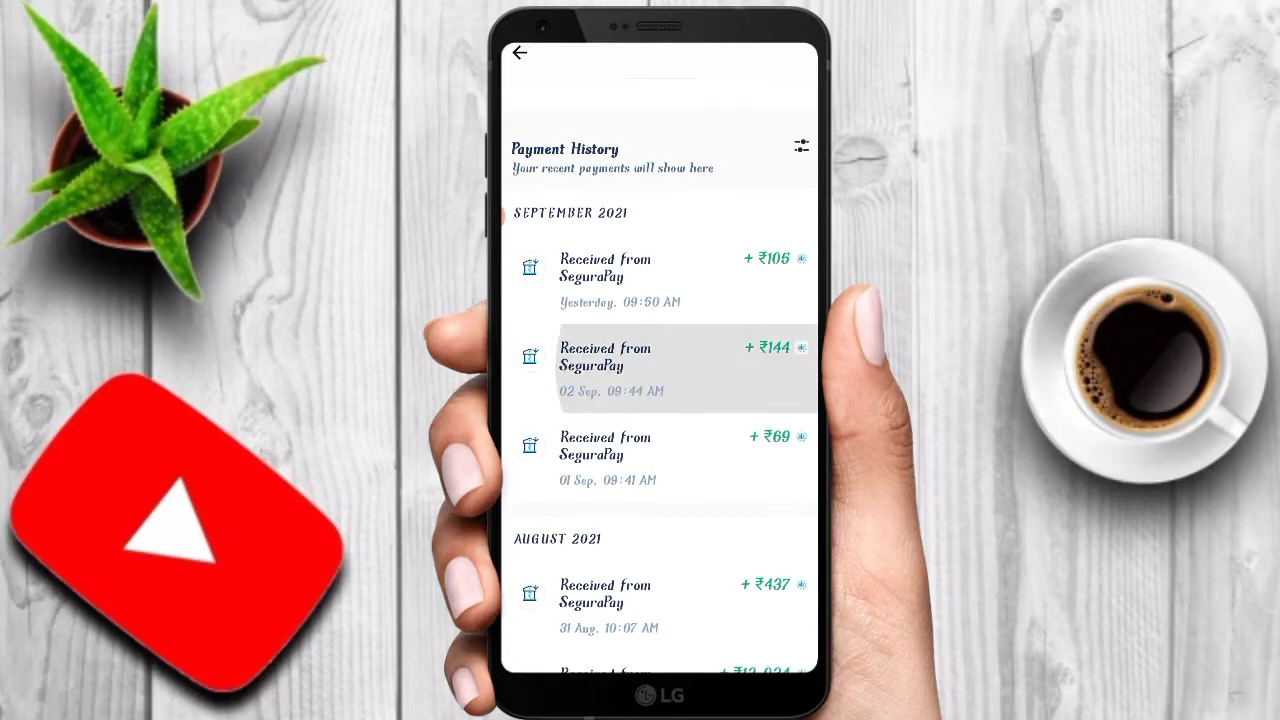 Payment History
Your recent payments will show here
SEPTEMBER 2021
Received from
SeguraPay
+ ₹105
Yesterday, 09:50 AM
Received from
SeguraPay
+ ₹144
02 Sep, 09:44 AM
Received from
SeguraPay
+ ₹69
01 Sep, 09:41 AM
AUGUST 2021
Received from
SeguraPay
+ ₹437
31 Aug, 10:07 AM
Received from
LG